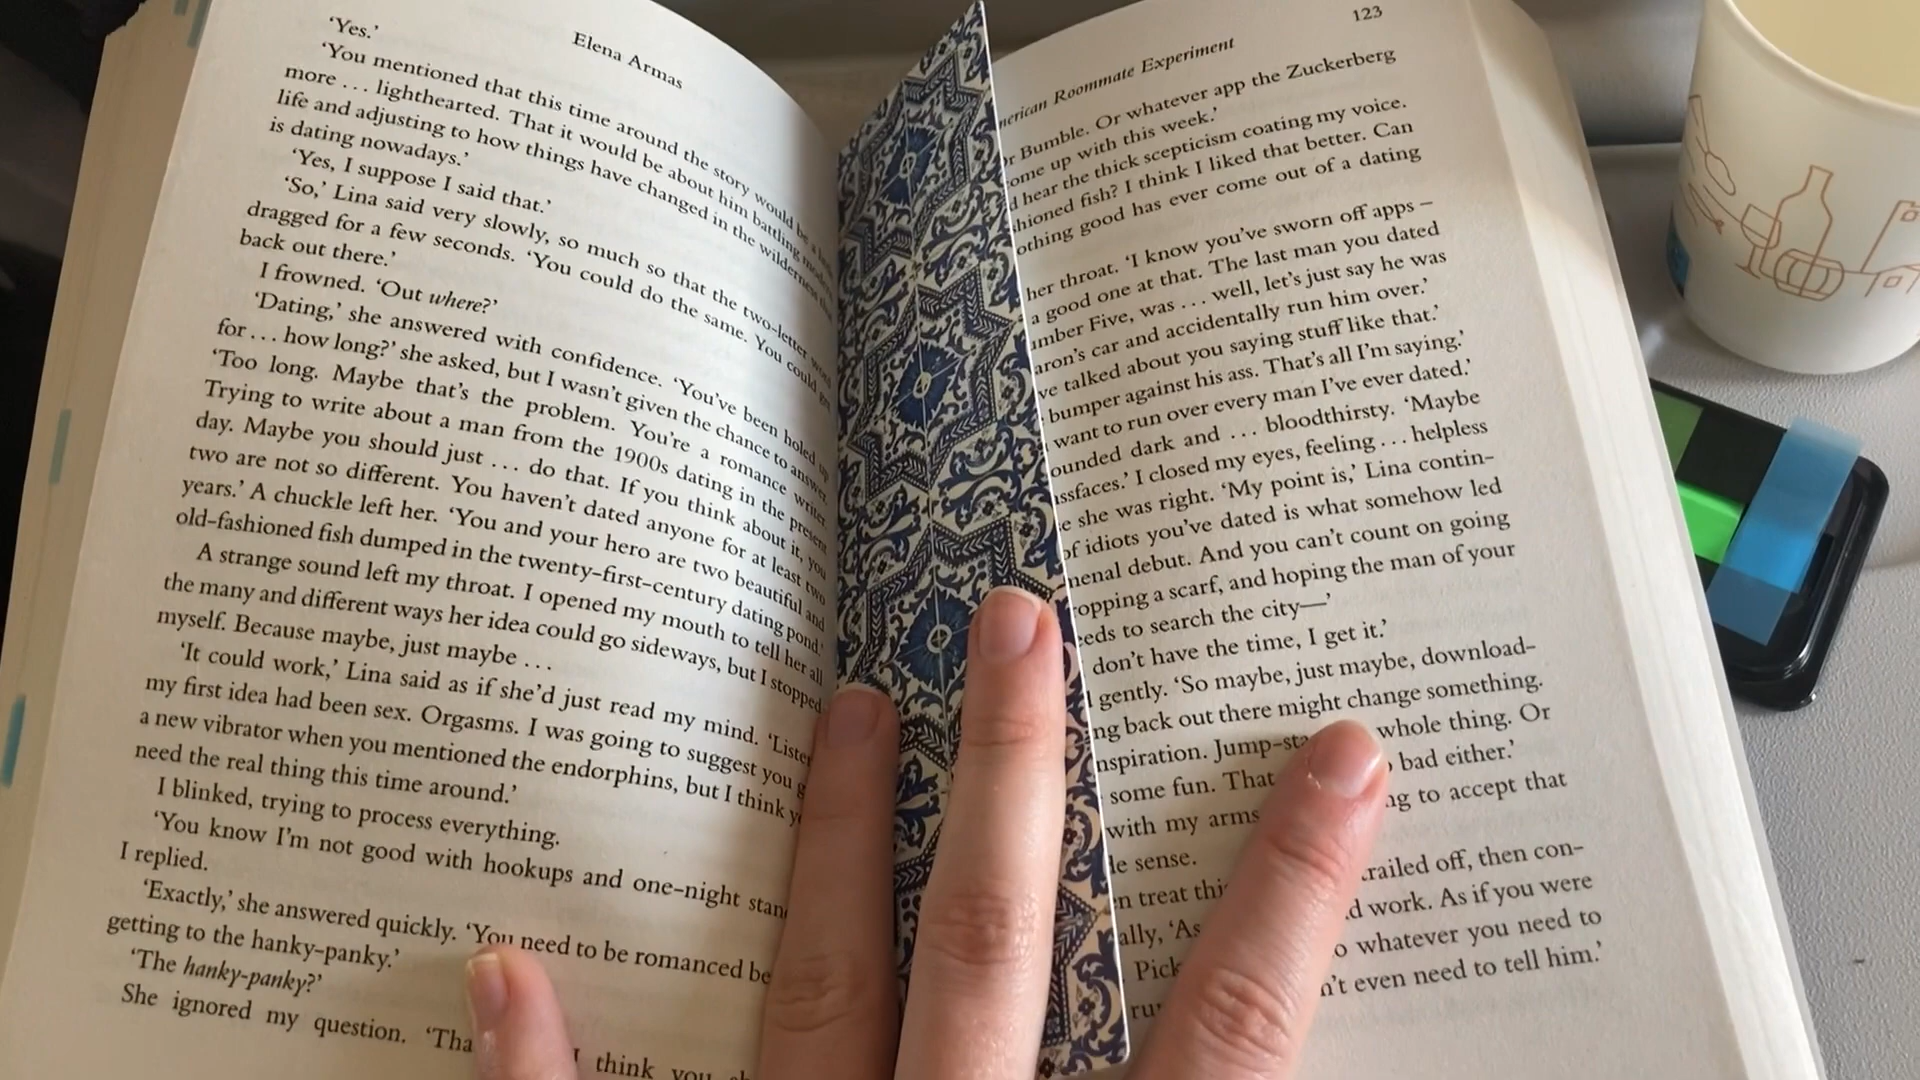 Elena Armas
'Yes.'
'You mentioned that this time around the story would be a
more … lighthearted. That it would be about him battling modern
life and adjusting to how things have changed in the wilderness that
is dating nowadays.'
'Yes, I suppose I said that.'
'So,' Lina said very slowly, so much so that the two-letter word
dragged for a few seconds. 'You could do the same. You could get
back out there.'
I frowned. 'Out where?'
'Dating,' she answered with confidence. 'You've been holed up
for … how long?' she asked, but I wasn't given the chance to answer.
'Too long. Maybe that's the problem. You're a romance writer.
Trying to write about a man from the 1900s dating in the present
day. Maybe you should just … do that. If you think about it, you
two are not so different. You haven't dated anyone for at least two
years.' A chuckle left her. 'You and your hero are two beautiful and
old-fashioned fish dumped in the twenty-first-century dating pond.'
A strange sound left my throat. I opened my mouth to tell her all
the many and different ways her idea could go sideways, but I stopped
myself. Because maybe, just maybe …
'It could work,' Lina said as if she'd just read my mind. 'Listen
my first idea had been sex. Orgasms. I was going to suggest you
a new vibrator when you mentioned the endorphins, but I think
need the real thing this time around.'
I blinked, trying to process everything.
'You know I'm not good with hookups and one-night
I replied.
'Exactly,' she answered quickly. 'You need to be romanced
getting to the hanky-panky.'
'The hanky-panky?'
She ignored my question. I think you
123
Roommate Experiment
Bumble. Or whatever app the Zuckerberg
up with this week.'
hear the thick scepticism coating my voice.
fish? I think I liked that better. Can
good has ever come out of a dating
her throat. 'I know you've sworn off apps –
a good one at that. The last man you dated
Five, was … well, let's just say he was
car and accidentally run him over.'
talked about you saying stuff like that.'
bumper against his ass. That's all I'm saying.'
want to run over every man I've ever dated.'
dark and … bloodthirsty. 'Maybe
I closed my eyes, feeling … helpless
she was right. 'My point is,' Lina contin-
of idiots you've dated is what somehow led
debut. And you can't count on going
a scarf, and hoping the man of your
to search the city—'
don't have the time, I get it.'
gently. 'So maybe, just maybe, download-
back out there might change something.
whole thing. Or
some fun. That bad either.'
with my arms to accept that
sense.
treat off, then con-
work. As if you were
'As whatever you need to
even need to tell him.'